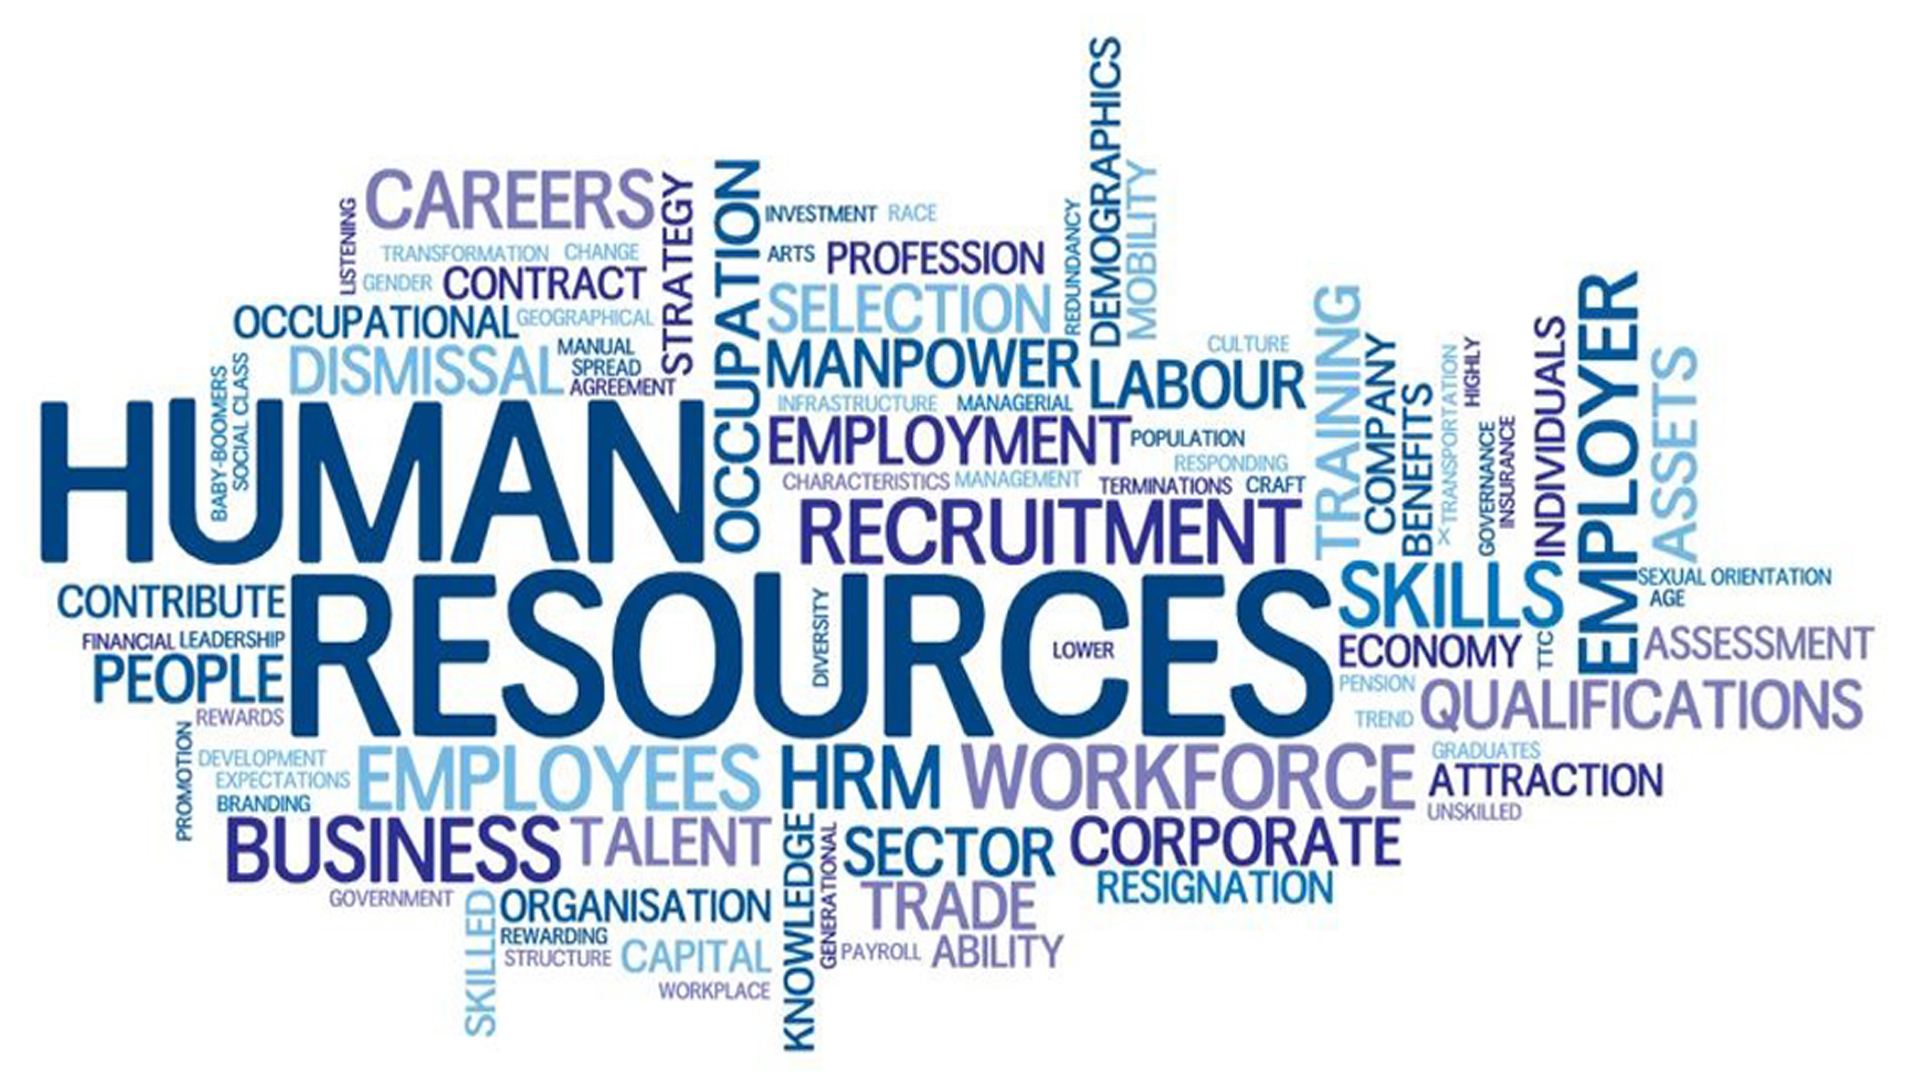 DEMOGRAPHICS
MOBILITY
REDUNDANCY
CAREERS
LISTENING
STRATEGY
OCCUPATION
INVESTMENT RACE
TRANSFORMATION CHANGE
ARTS PROFESSION
GENDER CONTRACT
SELECTION
OCCUPATIONAL GEOGRAPHICAL
MANUAL
DISMISSAL SPREAD
AGREEMENT
MANPOWER
CULTURE
LABOUR
BABY-BOOMERS
SOCIAL CLASS
INFRASTRUCTURE MANAGERIAL
HUMAN
EMPLOYMENT POPULATION
RESPONDING
CHARACTERISTICS MANAGEMENT TERMINATIONS CRAFT
RECRUITMENT
TRAINING
COMPANY
BENEFITS
X TRANSPORTATION
HIGHLY
GOVERNANCE
INSURANCE
INDIVIDUALS
EMPLOYER
ASSETS
SEXUAL ORIENTATION
AGE
CONTRIBUTE
FINANCIAL LEADERSHIP
PEOPLE
REWARDS
RESOURCES
DIVERSITY
LOWER
SKILLS
ECONOMY
TTC
ASSESSMENT
PENSION
TREND QUALIFICATIONS
PROMOTION
DEVELOPMENT
EXPECTATIONS
BRANDING
EMPLOYEES HRM WORKFORCE
GRADUATES
ATTRACTION
UNSKILLED
BUSINESS TALENT
KNOWLEDGE
GENERATIONAL
SECTOR CORPORATE
GOVERNMENT
SKILLED
ORGANISATION
TRADE
RESIGNATION
REWARDING
STRUCTURE CAPITAL
PAYROLL ABILITY
WORKPLACE